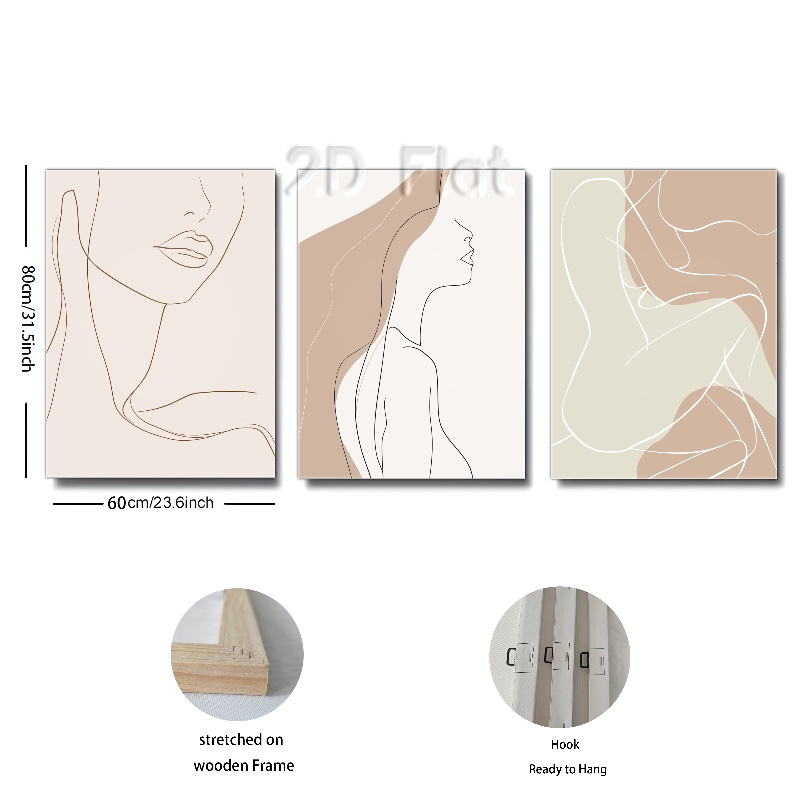 2D Flat
80cm/31.5inch
60cm/23.6inch
stretched on
wooden Frame
Hook
Ready to Hang